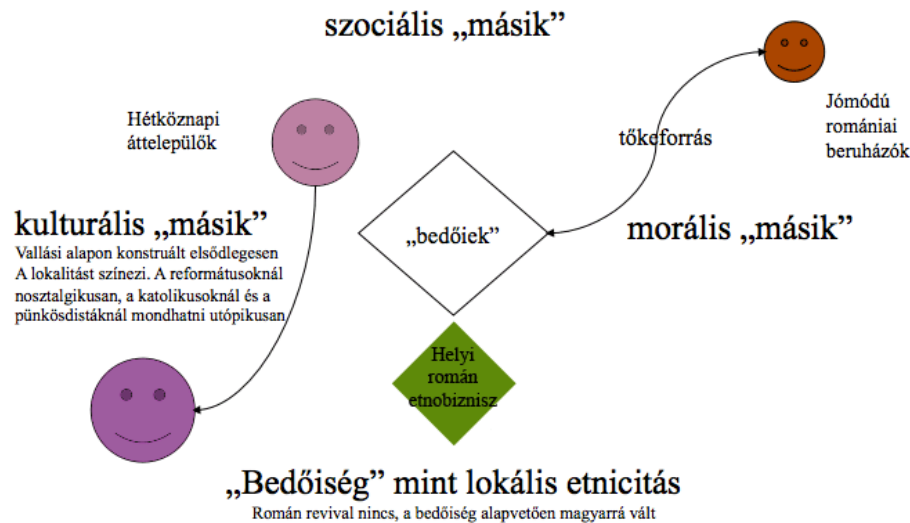 szociális „másik”
Hétköznapi
áttelepülők
Jómódú
romániai
beruházók
tőkeforrás
kulturális „másik”
Vallási alapon konstruált elsődlegesen
A lokalitást színezi. A reformátusoknál
nosztalgikusan, a katolikusoknál és a
pünkösdistáknál mondhatni utópikusan
„bedőiek”
morális „másik”
Helyi
román
etnobiznisz
„Bedőiség” mint lokális etnicitás
Román revival nincs, a bedőiség alapvetően magyarrá vált